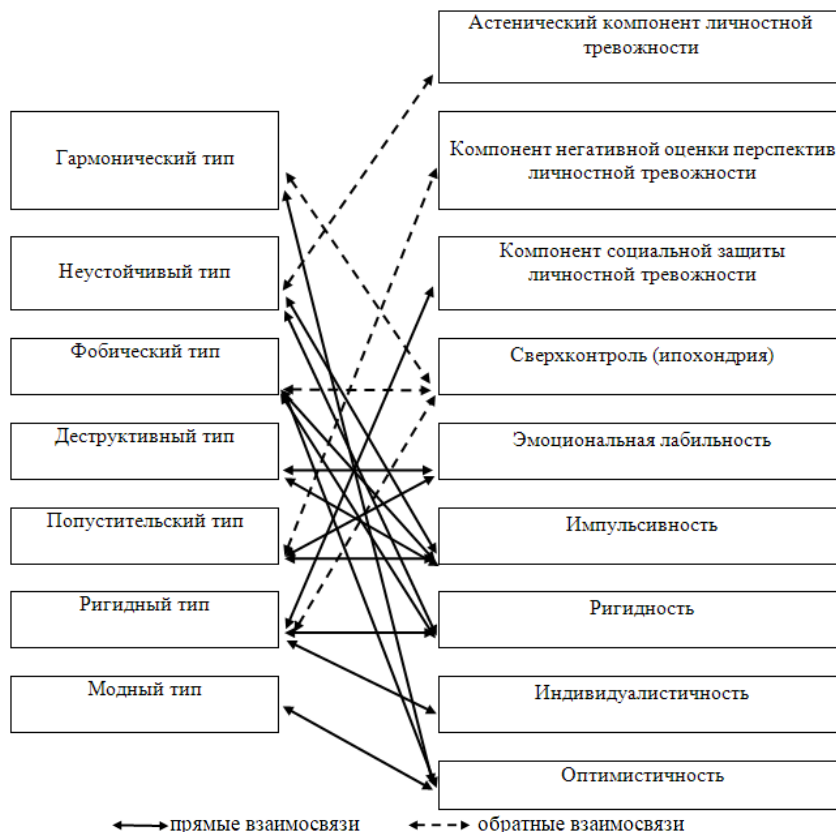 Астенический компонент личностной
тревожности
Гармонический тип
Компонент негативной оценки перспектив
личностной тревожности
Неустойчивый тип
Компонент социальной защиты
личностной тревожности
Фобический тип
Сверхконтроль (ипохондрия)
Деструктивный тип
Эмоциональная лабильность
Попустительский тип
Импульсивность
Ригидный тип
Ригидность
Модный тип
Индивидуалистичность
Оптимистичность
прямые взаимосвязи
обратные взаимосвязи